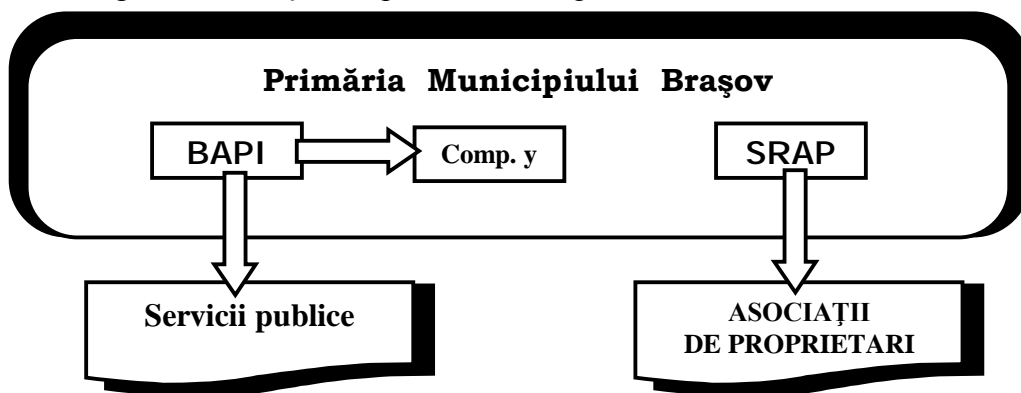 Primăria Municipiului Braşov
BAPI
Comp. y
SRAP
Servicii publice
ASOCIAŢII
DE PROPRIETARI